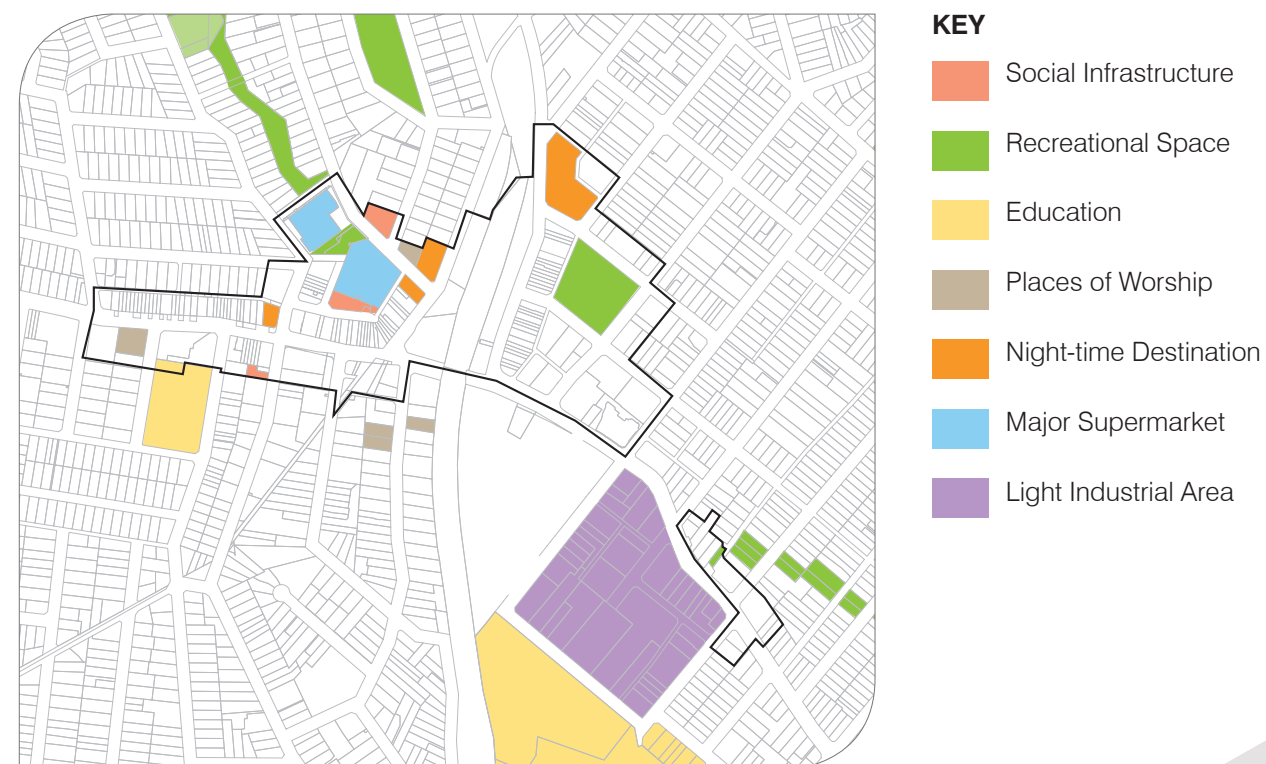 KEY
Social Infrastructure
Recreational Space
Education
Places of Worship
Night-time Destination
Major Supermarket
Light Industrial Area